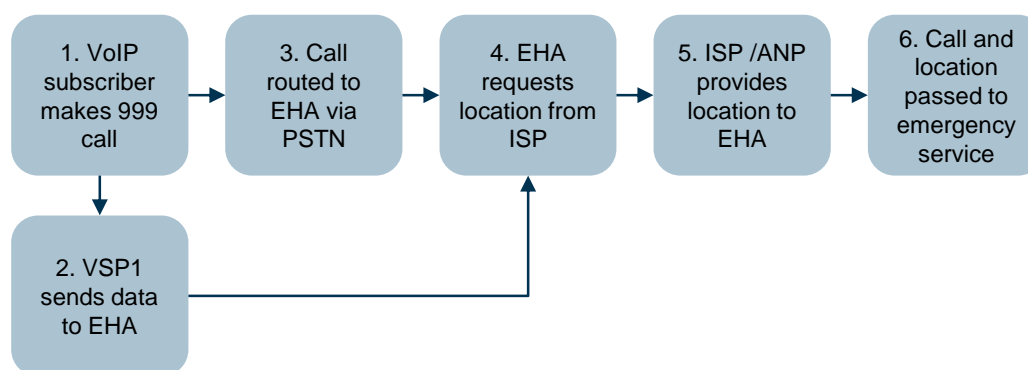 1. VoIP
subscriber
makes 999
call
3. Call
routed to
EHA via
PSTN
4. EHA
requests
location from
ISP
5. ISP /ANP
provides
location to
EHA
6. Call and
location
passed to
emergency
service
2. VSP1
sends data
to EHA